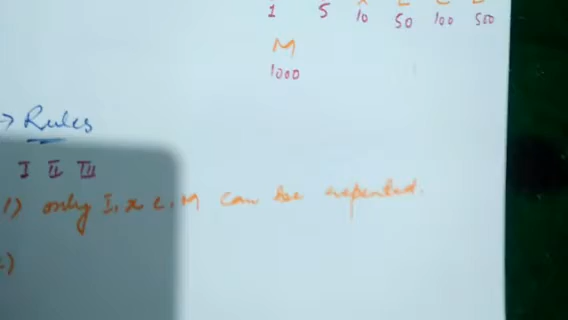 1 5 10 50 100 500
M
1000
→ Rules
I II III
1) only I, x c, M can be repeated.